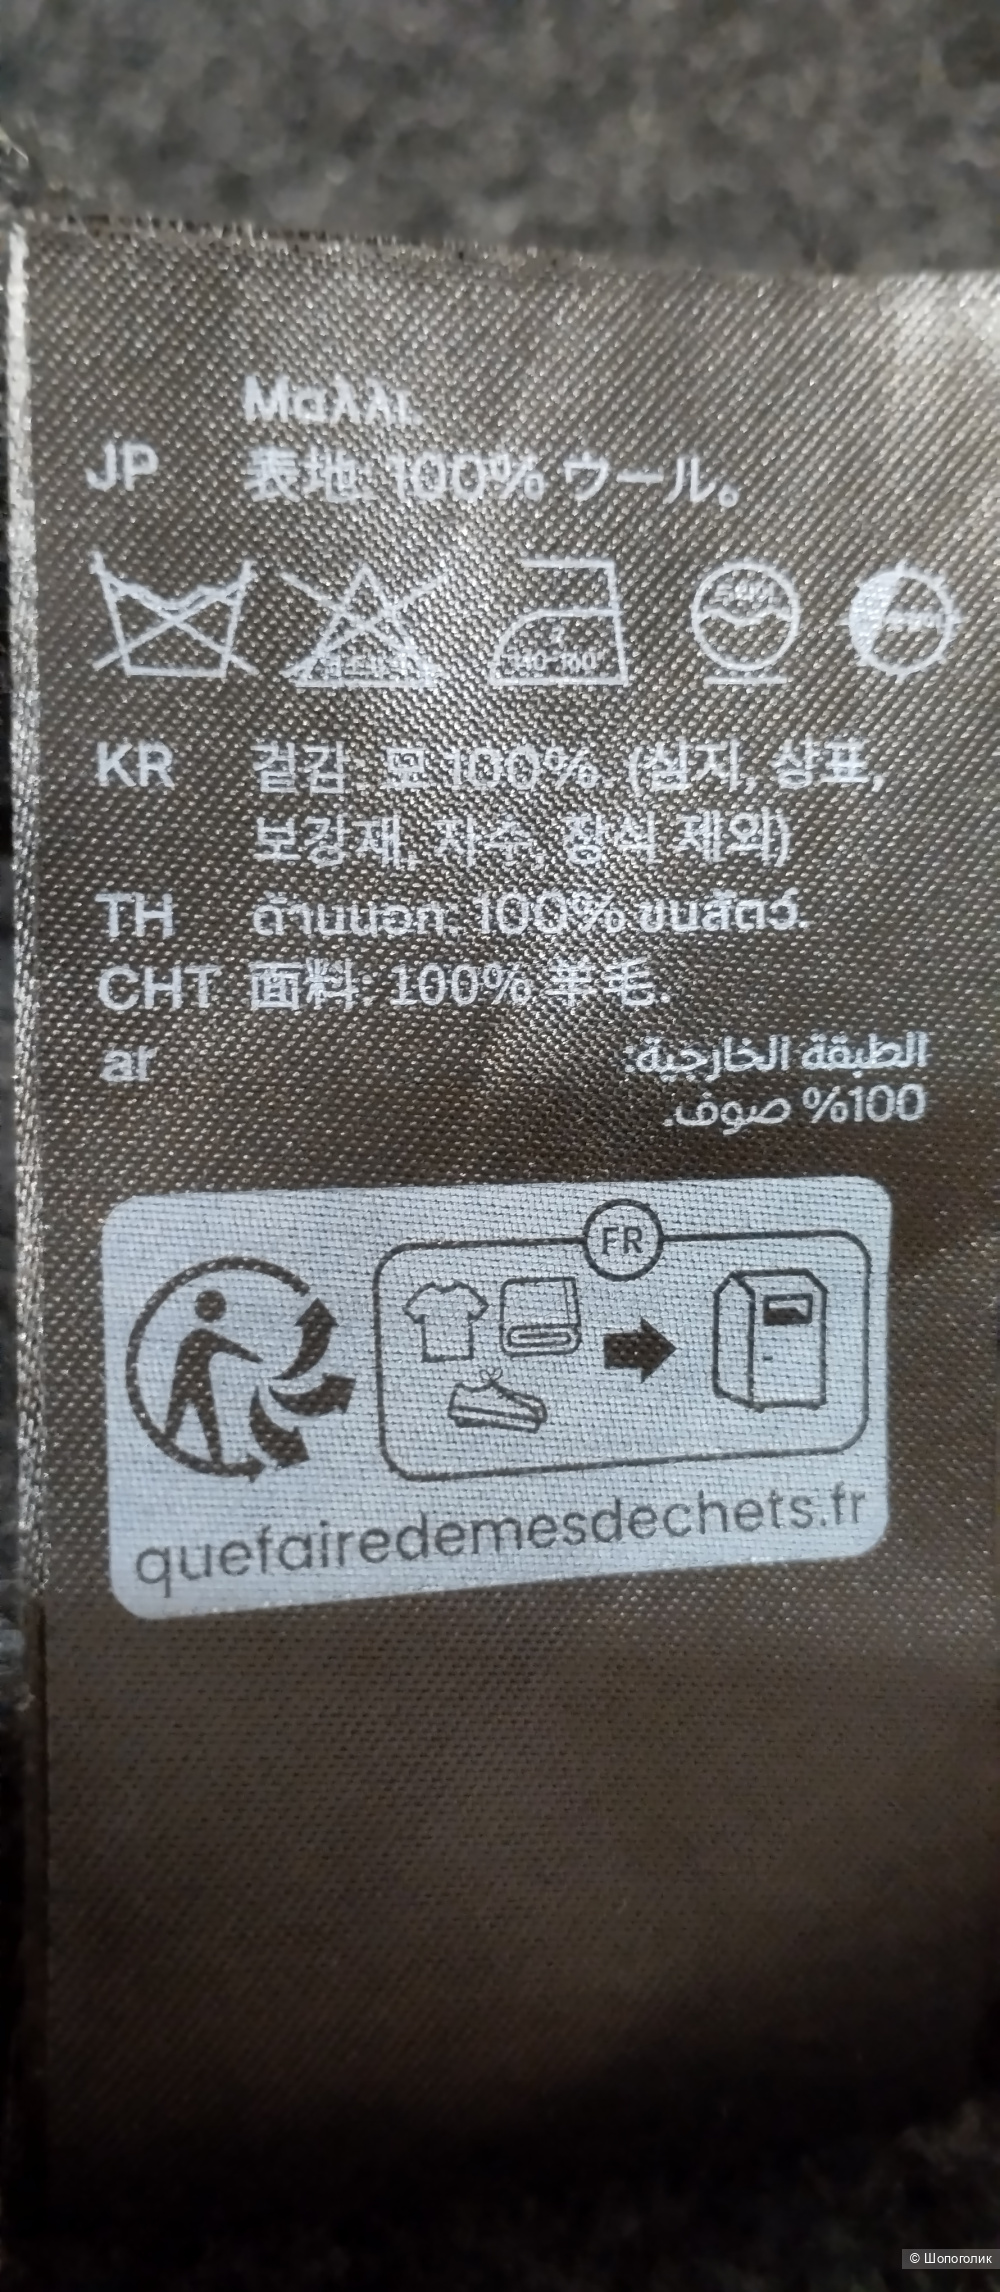 Μαλλί.
JP 表地: 100% ウール。
KR 겉감: 모 100%. (심지, 상표,
보강재, 자수, 장식 제외)
TH ด้านนอก: 100% ขนสัตว์.
CHT 面料: 100% 羊毛.
ar الطبقة الخارجية:
100% صوف.
FR
quefairedemesdechets.fr
© Шопоголик